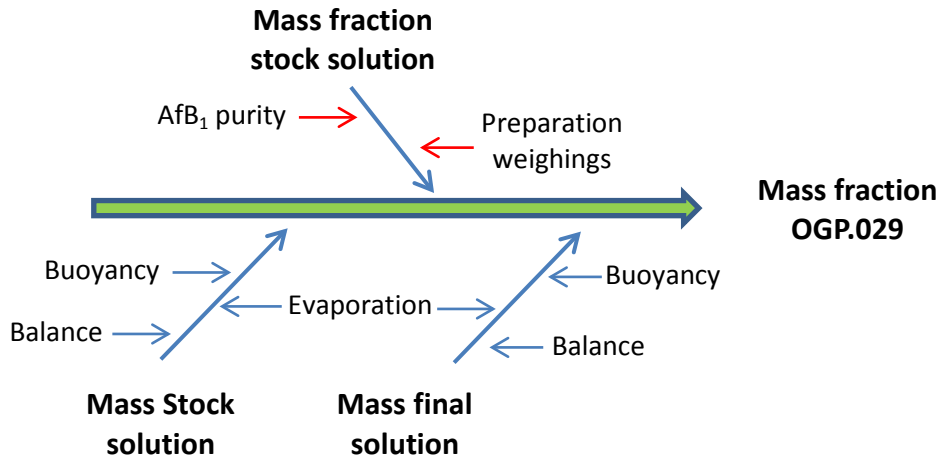 Mass fraction
stock solution
AfB₁ purity
Preparation
weighings
Mass fraction
OGP.029
Buoyancy
Balance
Evaporation
Buoyancy
Balance
Mass Stock
solution
Mass final
solution